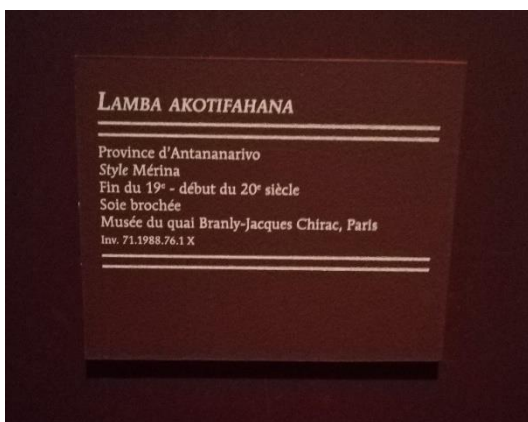 LAMBA AKOTIFAHANA
Province d'Antananarivo
Style Mérina
Fin du 19e - début du 20e siècle
Soie brochée
Musée du quai Branly-Jacques Chirac, Paris
Inv. 71.1988.76.1 X